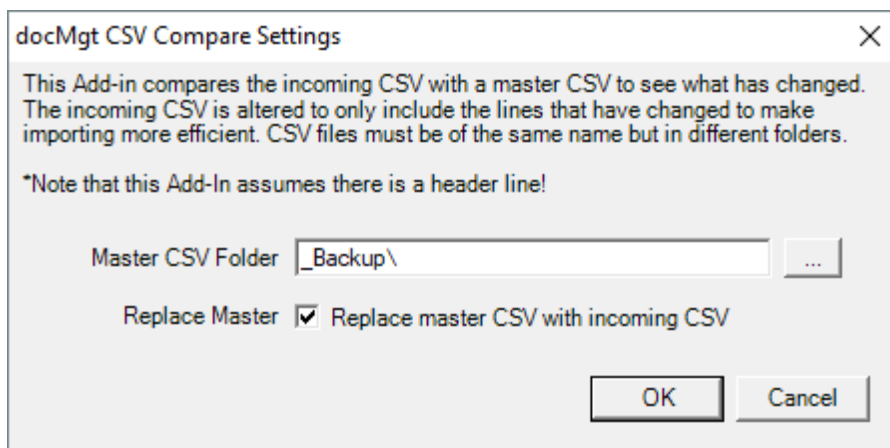 docMgt CSV Compare Settings
This Add-in compares the incoming CSV with a master CSV to see what has changed.
The incoming CSV is altered to only include the lines that have changed to make
importing more efficient. CSV files must be of the same name but in different folders.
*Note that this Add-In assumes there is a header line!
Master CSV Folder _Backup\ ...
Replace Master Replace master CSV with incoming CSV
OK Cancel